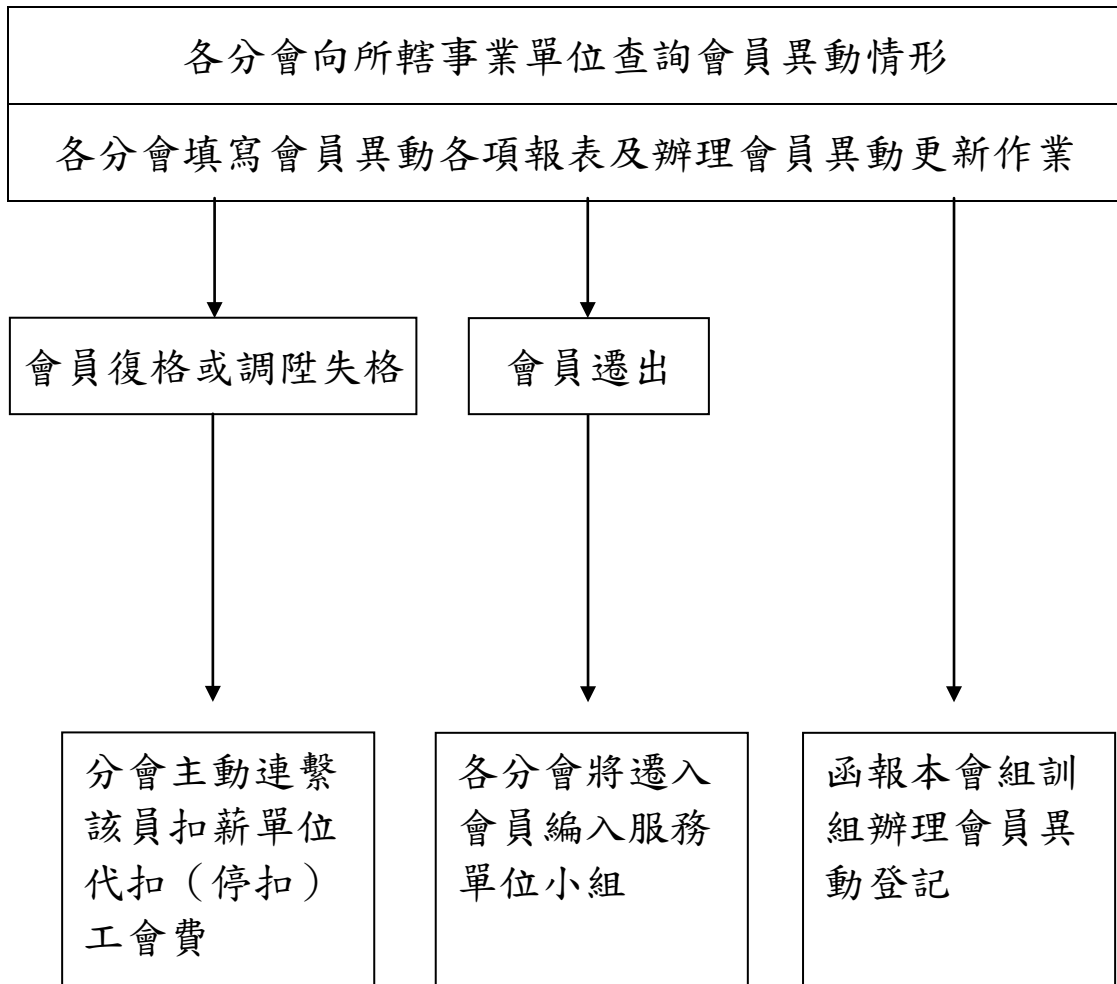 各分會向所轄事業單位查詢會員異動情形
各分會填寫會員異動各項報表及辦理會員異動更新作業
會員復格或調陞失格
會員遷出
分會主動連繫
該員扣薪單位
代扣（停扣）
工會費
各分會將遷入
會員編入服務
單位小組
函報本會組訓
組辦理會員異
動登記